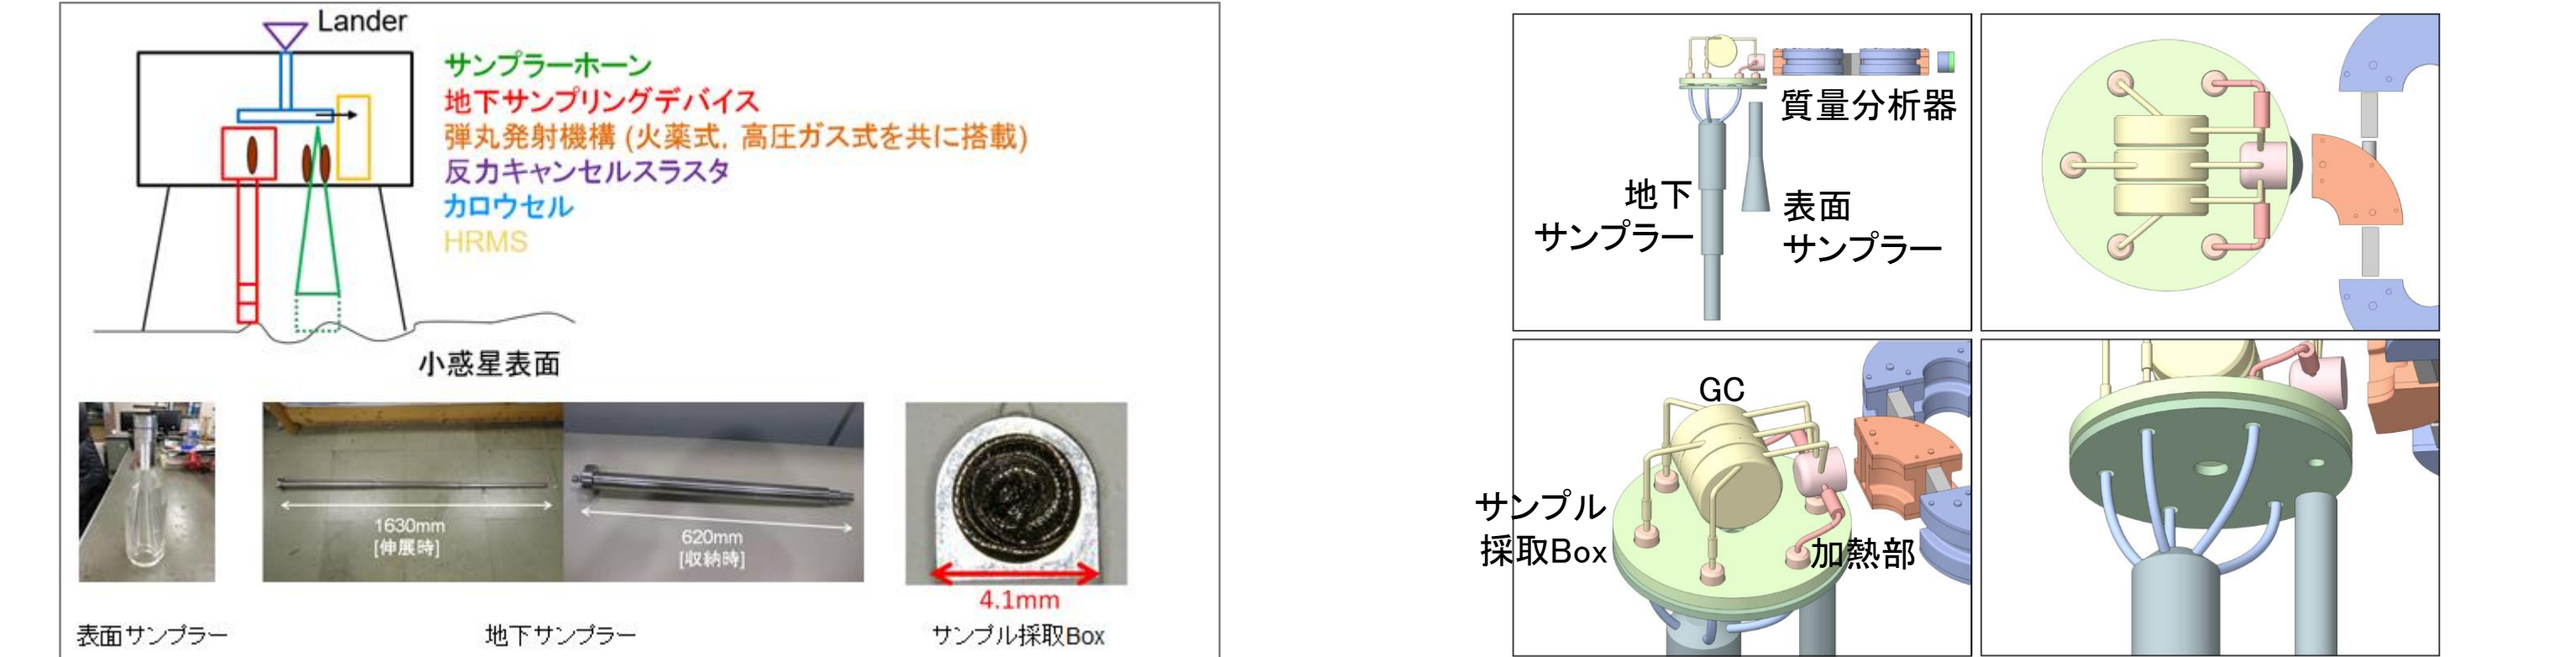 Lander
サンプラーホーン
地下サンプリングデバイス
弾丸発射機構 (火薬式, 高圧ガス式を共に搭載)
反力キャンセルスラスタ
カロウセル
HRMS
小惑星表面
1630mm
[伸展時]
620mm
[収納時]
4.1mm
表面サンプラー
地下サンプラー
サンプル採取Box
質量分析器
地下
サンプラー
表面
サンプラー
GC
サンプル
採取Box
加熱部